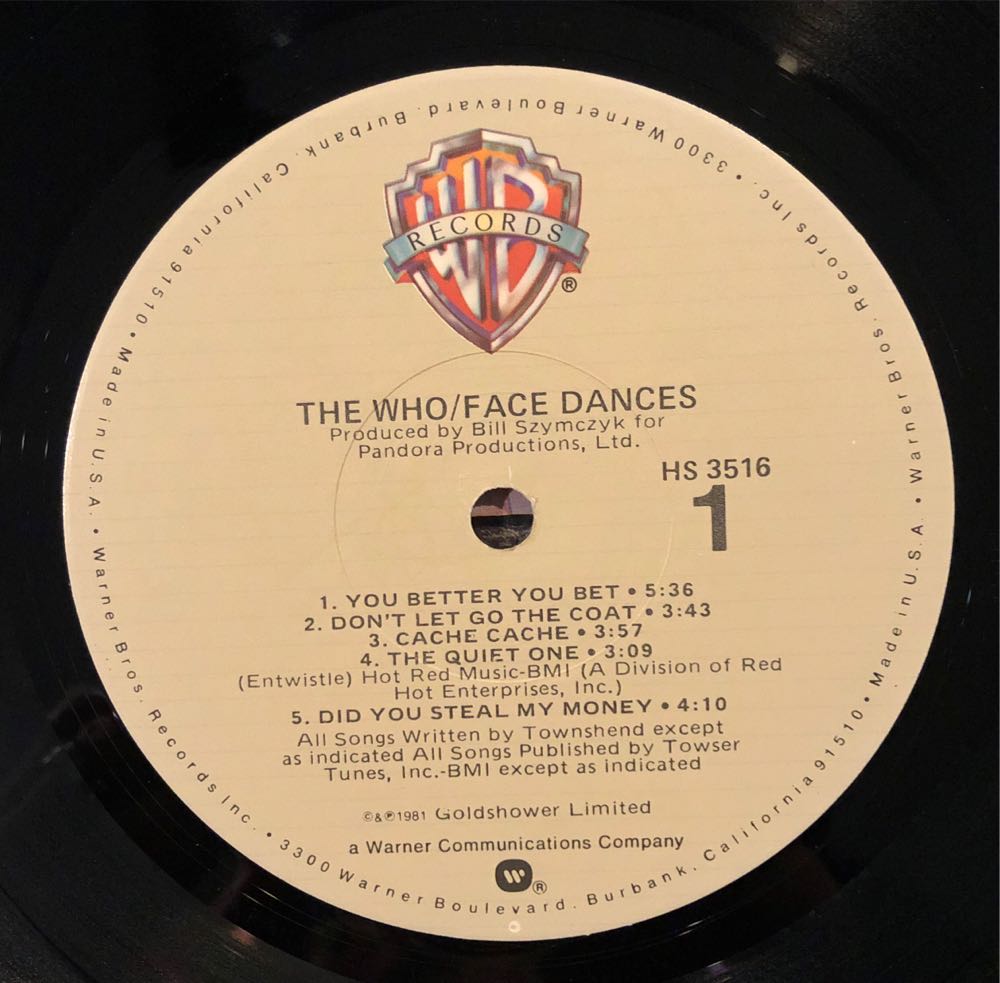 WB
RECORDS
®
THE WHO/FACE DANCES
Produced by Bill Szymczyk for
Pandora Productions, Ltd.
HS 3516
1
1. YOU BETTER YOU BET • 5:36
2. DON'T LET GO THE COAT • 3:43
3. CACHE CACHE • 3:57
4. THE QUIET ONE • 3:09
(Entwistle) Hot Red Music-BMI (A Division of Red
Hot Enterprises, Inc.)
5. DID YOU STEAL MY MONEY • 4:10
All Songs Written by Townshend except
as indicated All Songs Published by Towser
Tunes, Inc.-BMI except as indicated
©&℗1981 Goldshower Limited
a Warner Communications Company
W®
Warner Bros. Records Inc. • 3300 Warner Boulevard. Burbank. California 91510 • Made in U.S.A. • Warner Bros. Records Inc. • 3300 Warner Boulevard. Burbank. California 91510 • Made in U.S.A. •